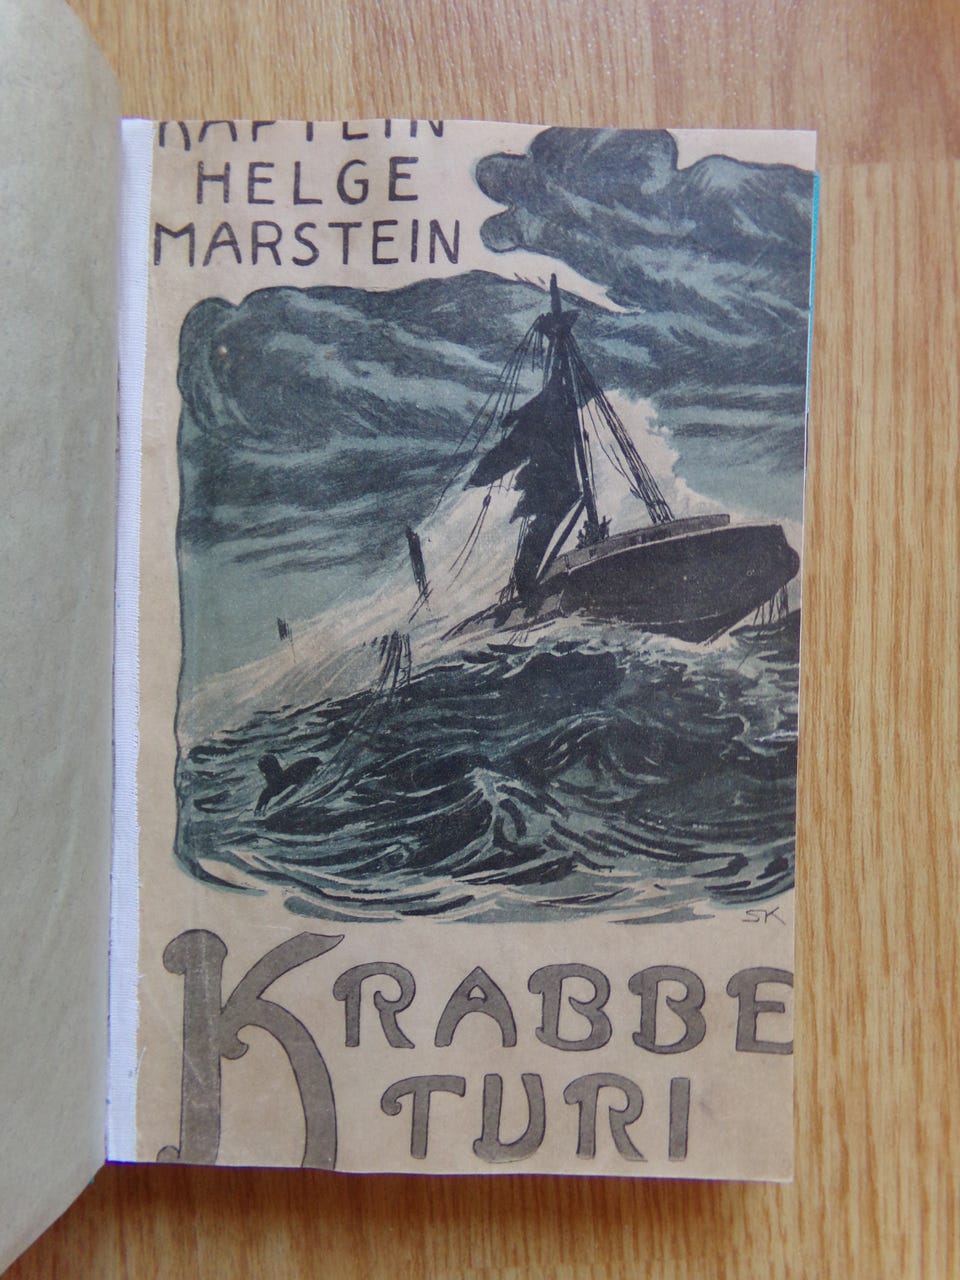 KAPTEIN
HELGE
MARSTEIN
SK
KRABBE
TURI